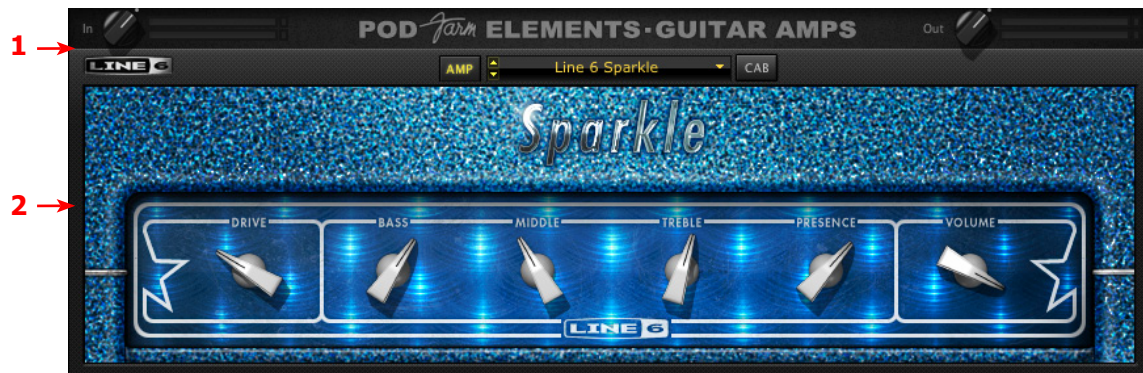 In POD Farm ELEMENTS·GUITAR AMPS Out
1
LINE 6 AMP Line 6 Sparkle CAB
Sparkle
2
DRIVE BASS MIDDLE TREBLE PRESENCE VOLUME
LINE 6